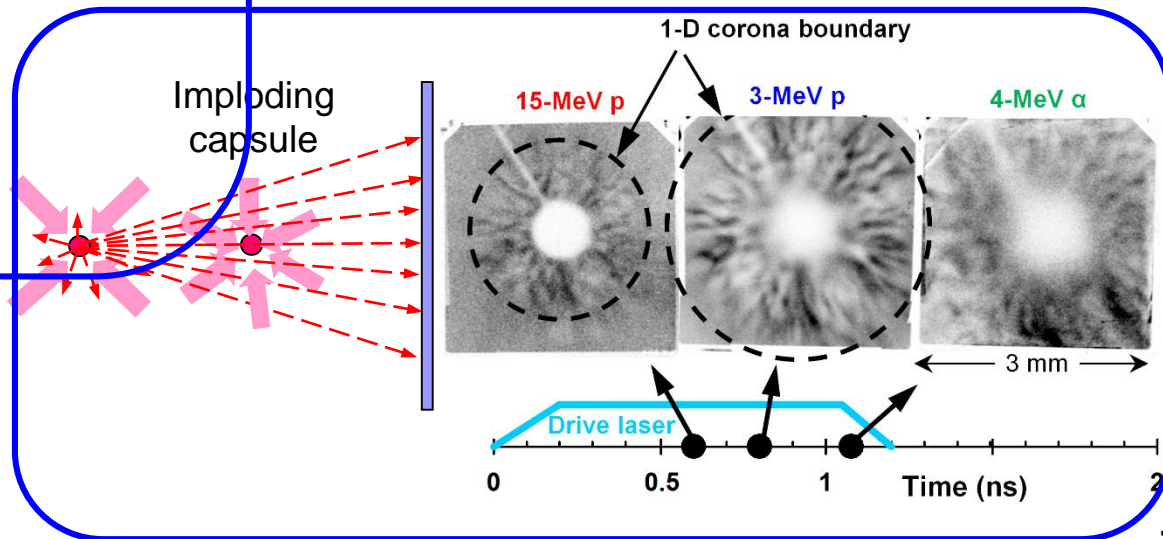 1-D corona boundary
Imploding
capsule
15-MeV p
3-MeV p
4-MeV α
3 mm
Drive laser
0
0.5
1
2
Time (ns)